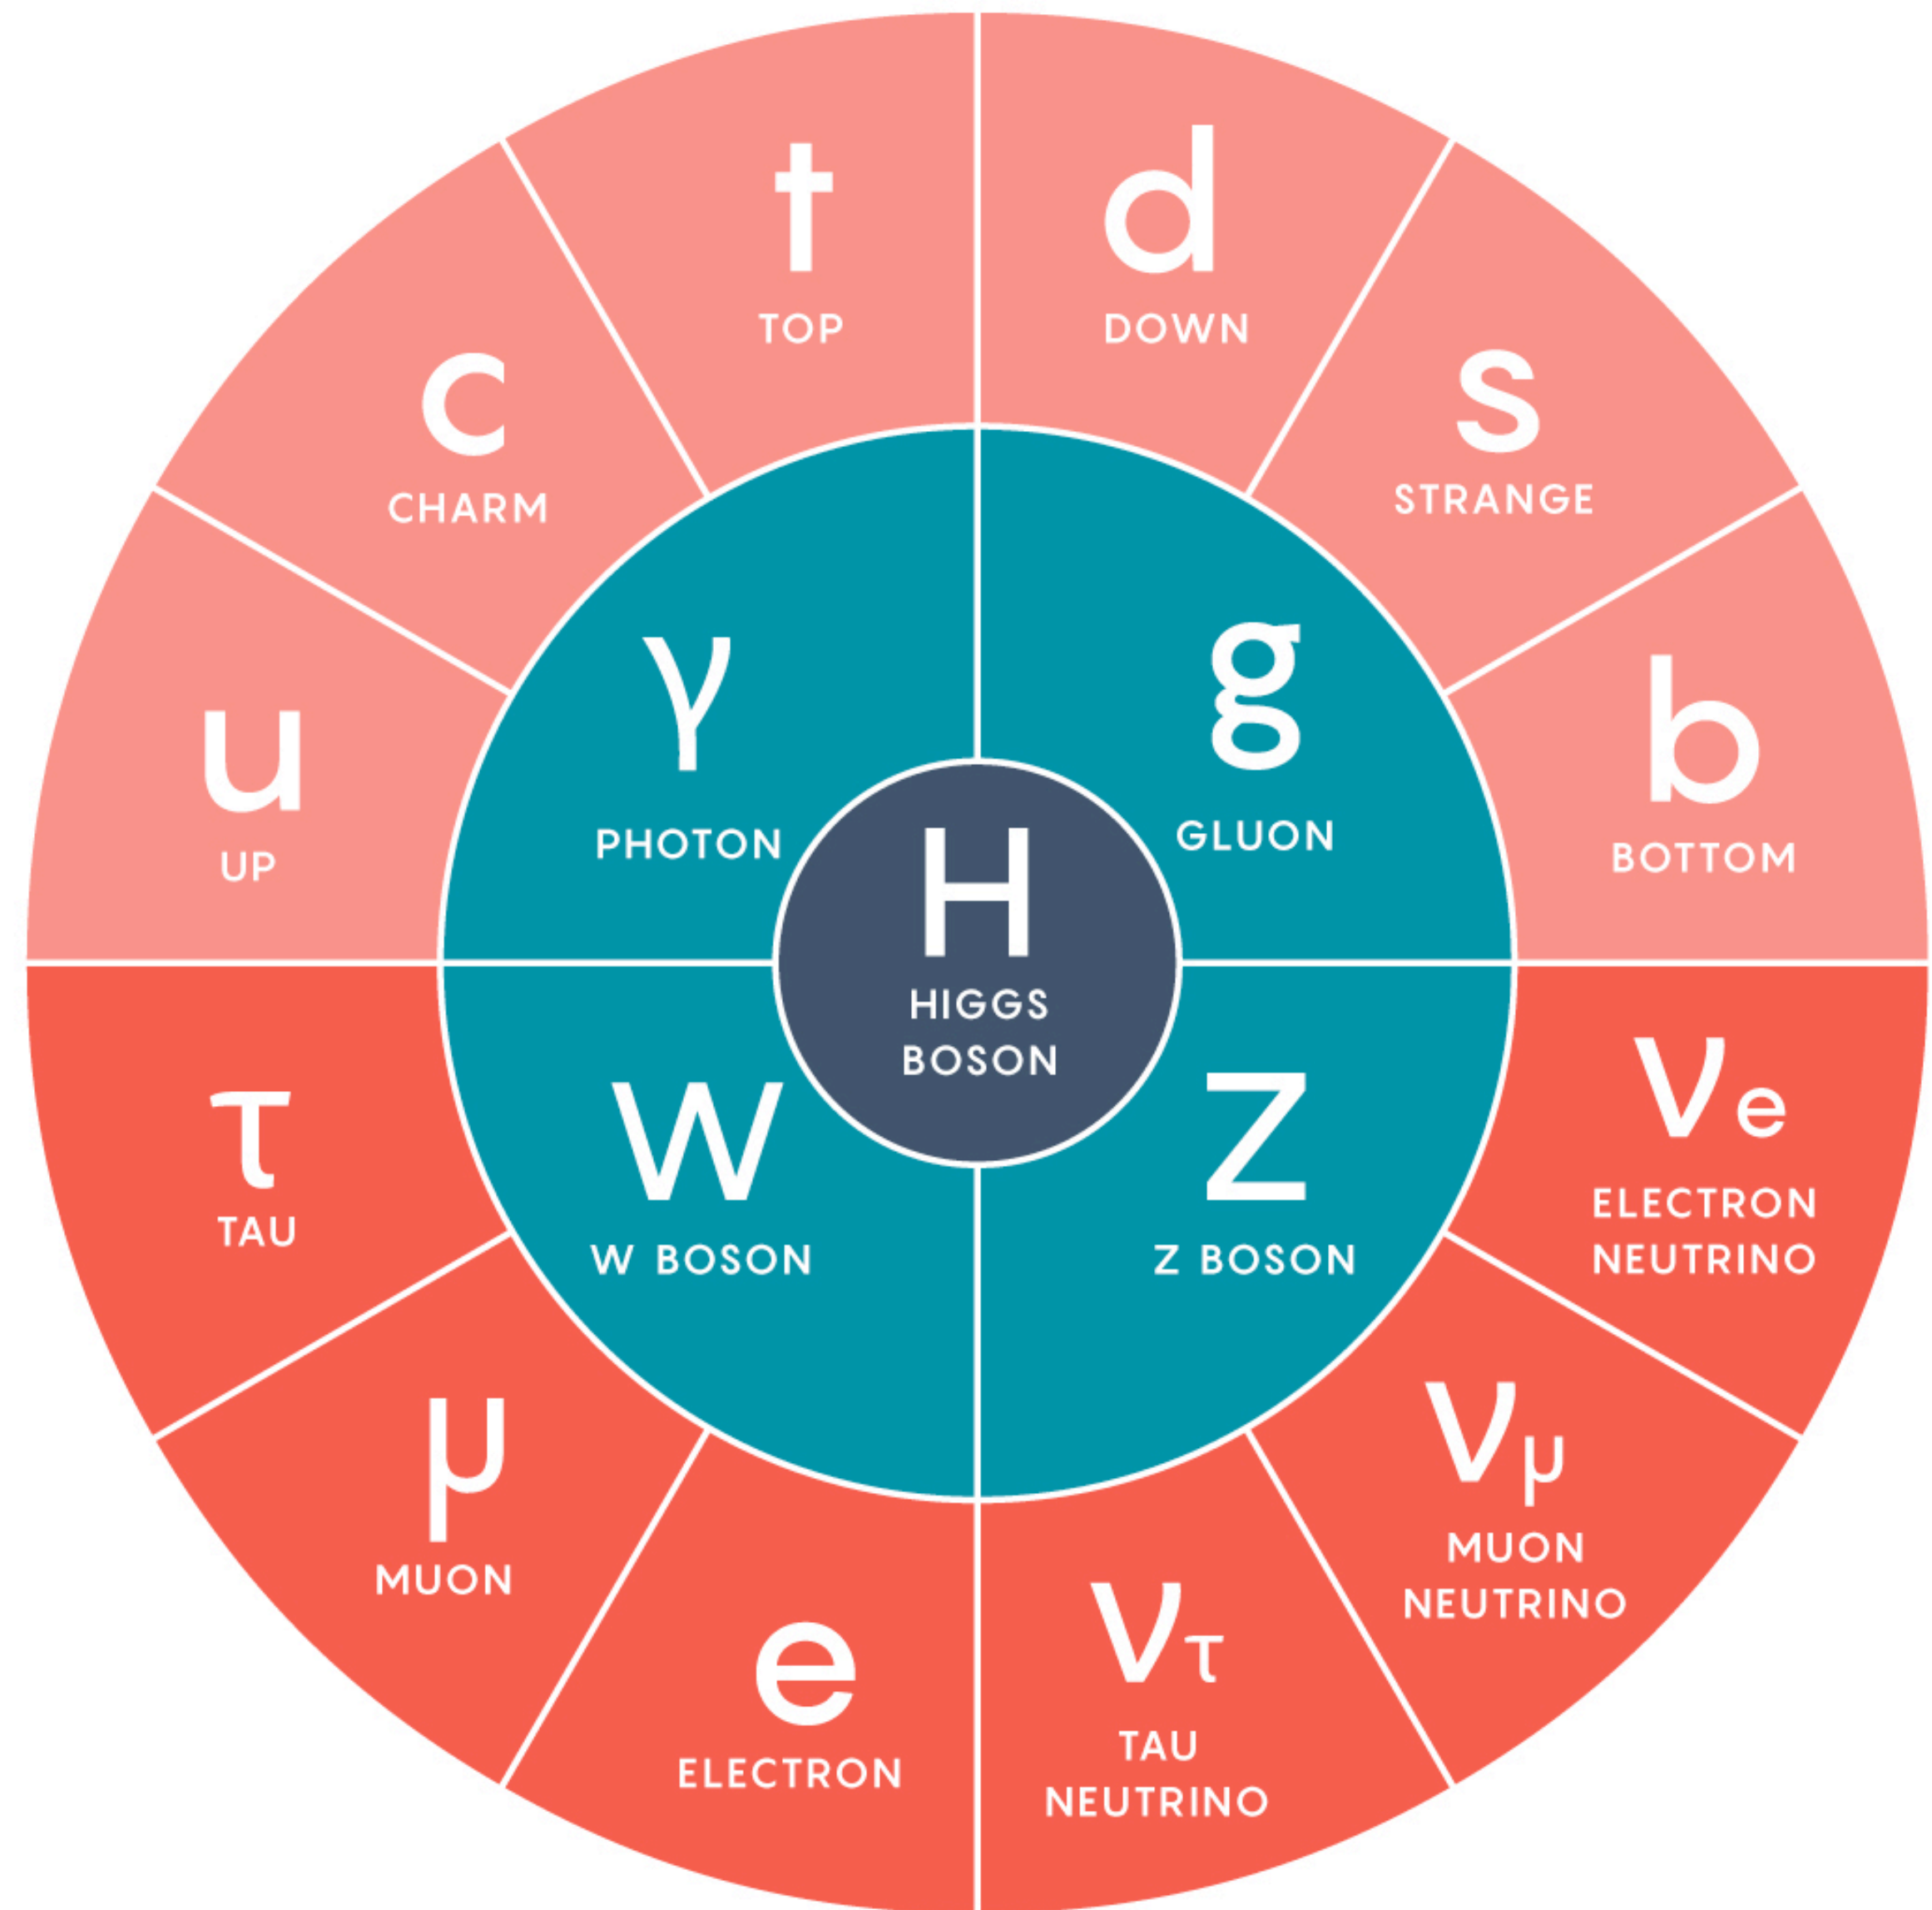 t
TOP
d
DOWN
c
CHARM
s
STRANGE
u
UP
b
BOTTOM
γ
PHOTON
g
GLUON
H
HIGGS
BOSON
W
W BOSON
Z
Z BOSON
τ
TAU
νe
ELECTRON
NEUTRINO
μ
MUON
νμ
MUON
NEUTRINO
e
ELECTRON
ντ
TAU
NEUTRINO